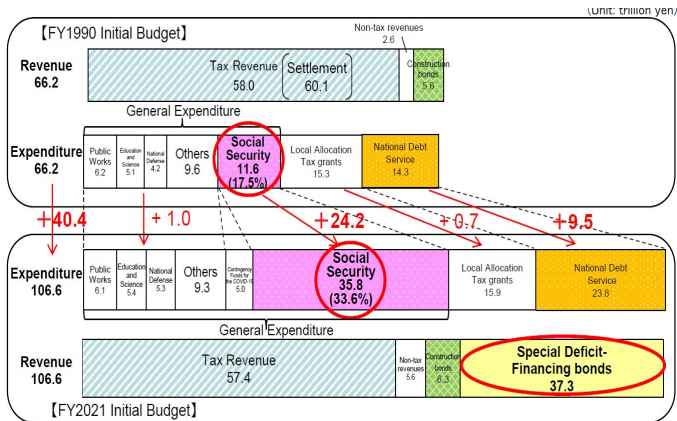 (Unit: trillion yen)
【FY1990 Initial Budget】
Non-tax revenues
2.6
Revenue
66.2
Tax Revenue
58.0
Settlement
60.1
Construction
bonds
5.6
General Expenditure
Expenditure
66.2
Public
Works
6.2
Education
and
Science
5.1
National
Defense
4.2
Others
9.6
Social
Security
11.6
(17.5%)
Local Allocation
Tax grants
15.3
National Debt
Service
14.3
+40.4
+ 1.0
+24.2
+0.7
+9.5
Expenditure
106.6
Public
Works
6.1
Education
and
Science
5.4
National
Defense
5.3
Others
9.3
Contingency
Funds for
the COVID-19
5.0
Social
Security
35.8
(33.6%)
Local Allocation
Tax grants
15.9
National Debt
Service
23.8
General Expenditure
Revenue
106.6
Tax Revenue
57.4
Non-tax
revenues
5.6
Construction
bonds
6.3
Special Deficit-
Financing bonds
37.3
【FY2021 Initial Budget】